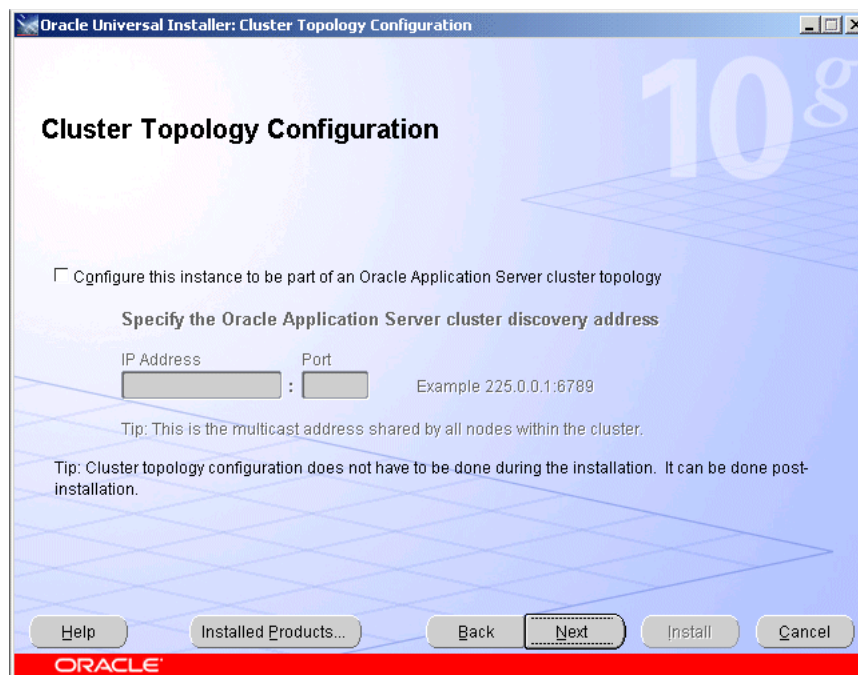 Oracle Universal Installer: Cluster Topology Configuration
10g
Cluster Topology Configuration
Configure this instance to be part of an Oracle Application Server cluster topology
Specify the Oracle Application Server cluster discovery address
IP Address Port
: Example 225.0.0.1:6789
Tip: This is the multicast address shared by all nodes within the cluster.
Tip: Cluster topology configuration does not have to be done during the installation. It can be done post-
installation.
Help Installed Products... Back Next Install Cancel
ORACLE